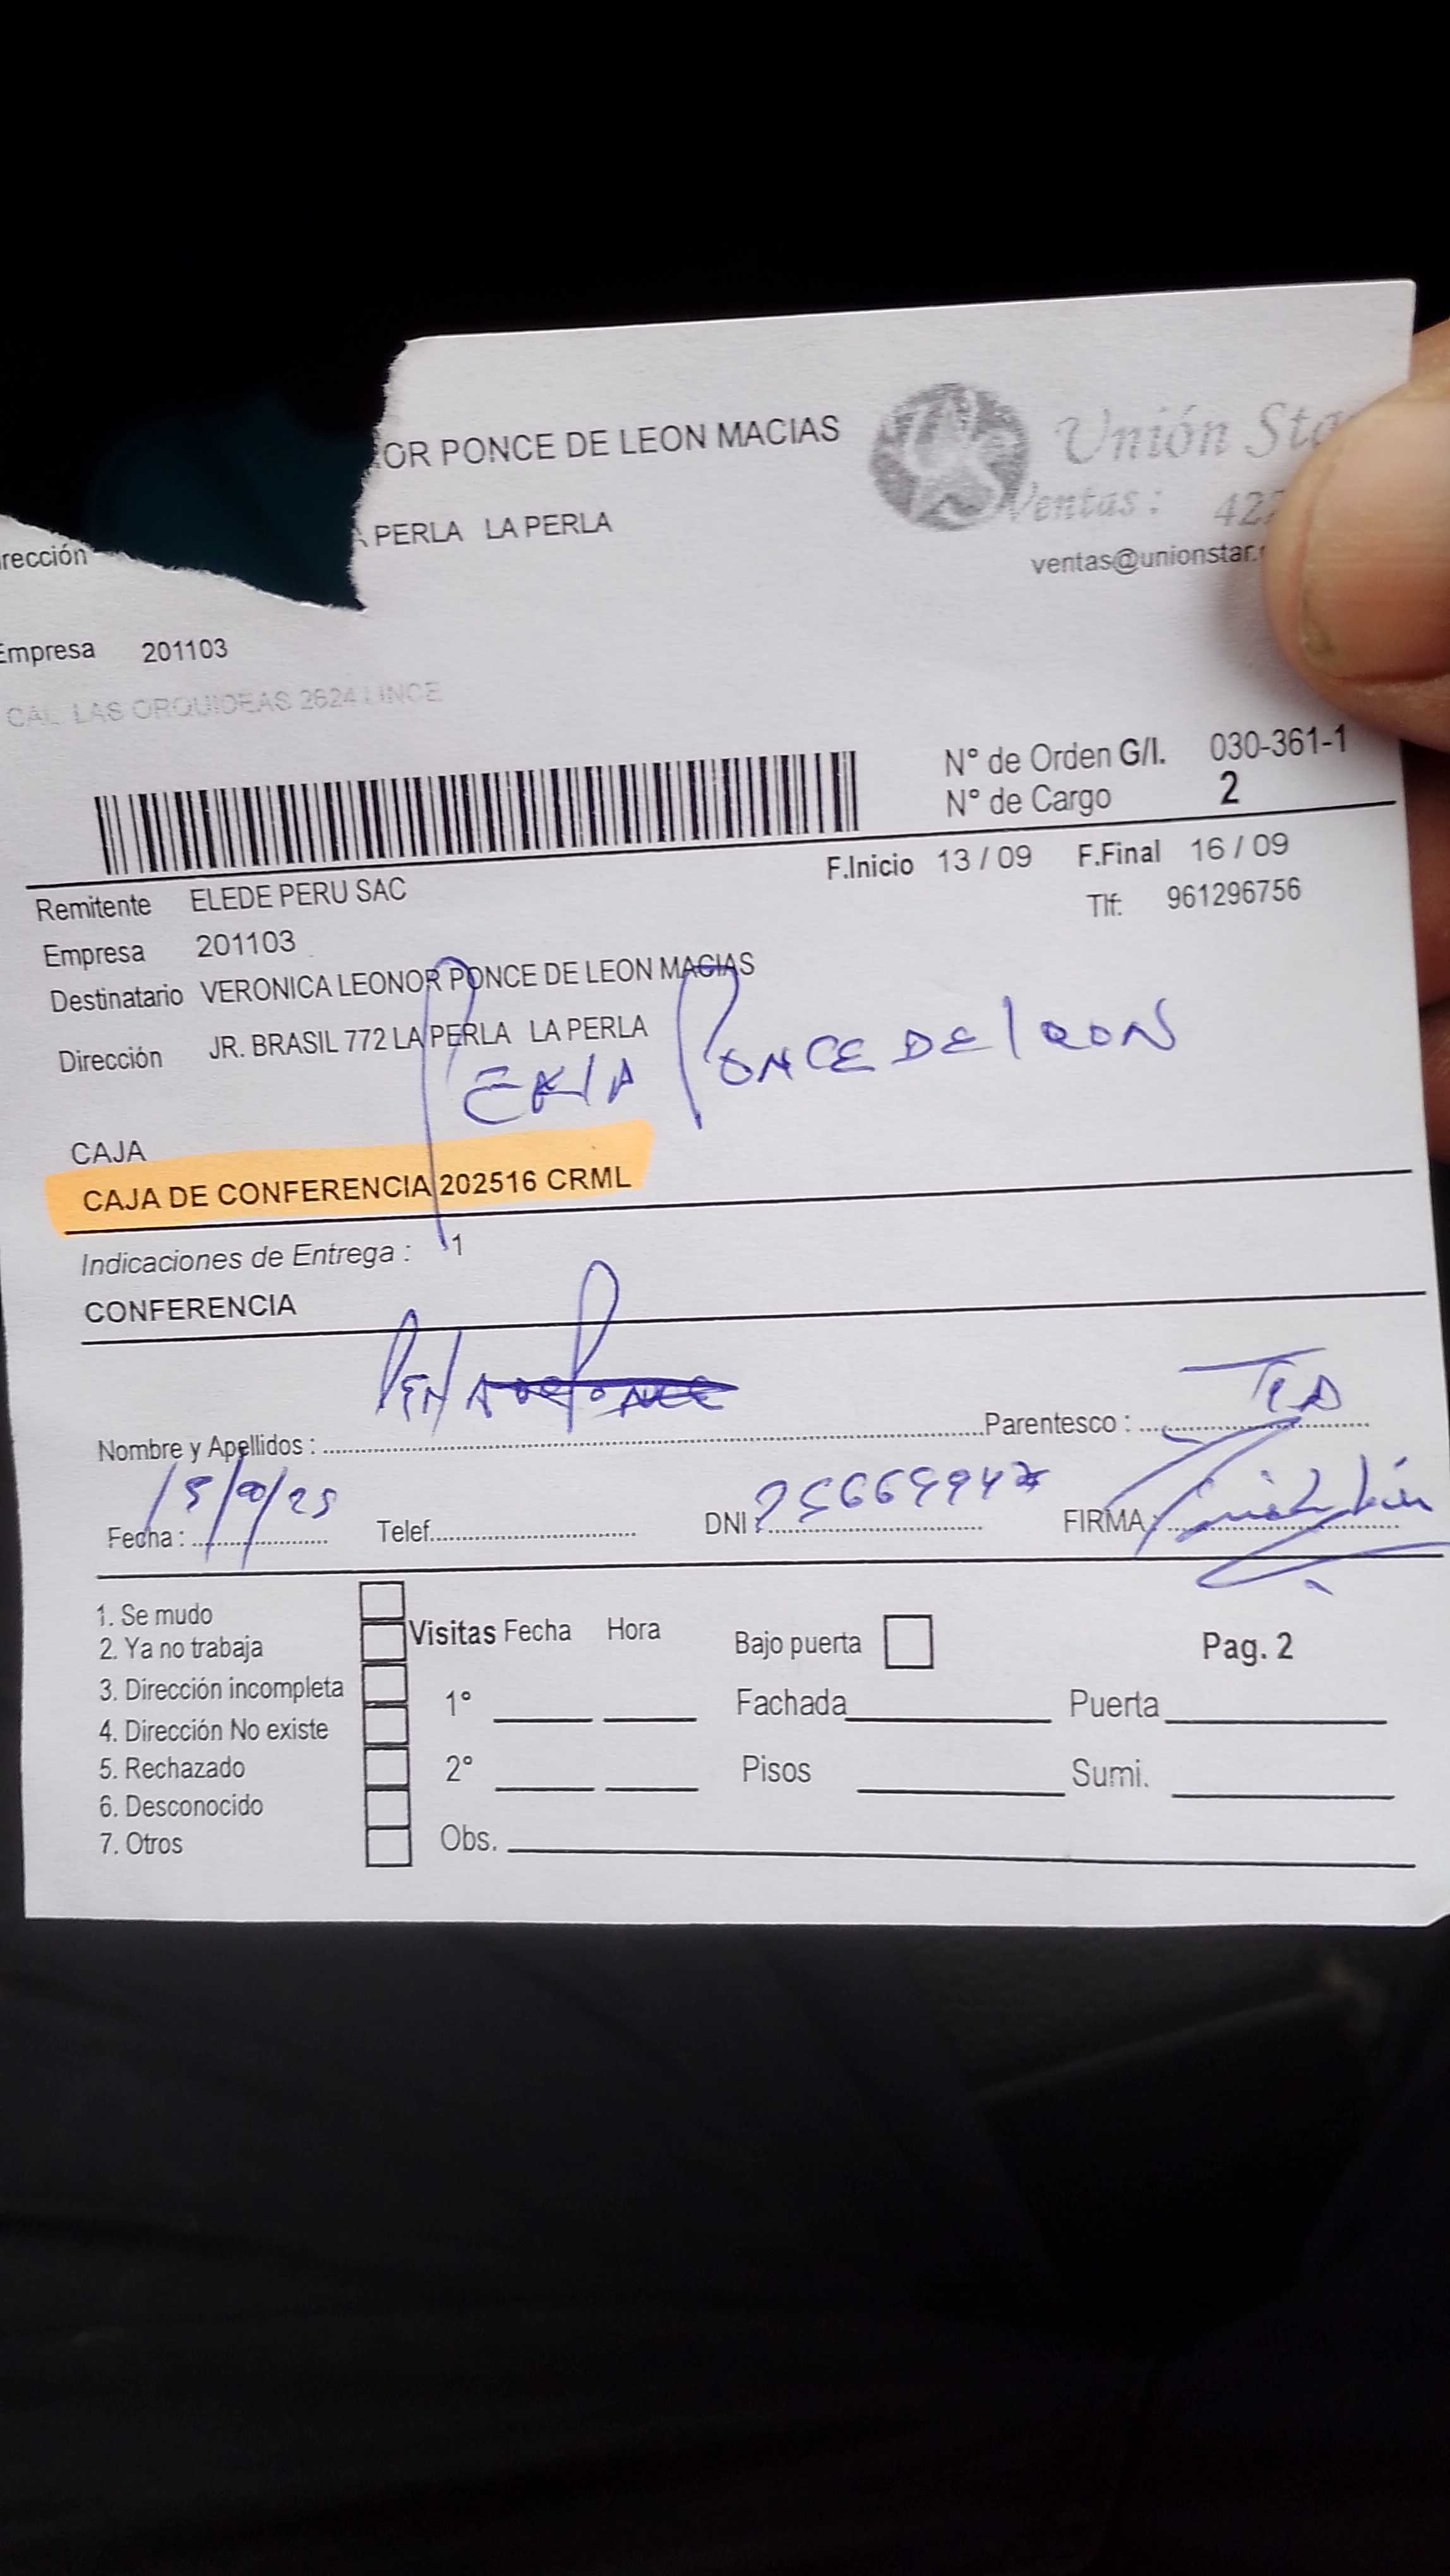 OR PONCE DE LEON MACIAS
Unión Sta
PERLA LA PERLA
Ventas : 422
rección
ventas@unionstar.
Empresa 201103
CAL. LAS ORQUIDEAS 2624 LINCE
N° de Orden G/I. 030-361-1
N° de Cargo 2
F.Inicio 13 / 09 F.Final 16 / 09
Remitente ELEDE PERU SAC
Tlf: 961296756
Empresa 201103
Destinatario VERONICA LEONOR PONCE DE LEON MACIAS
Dirección JR. BRASIL 772 LA PERLA LA PERLA
PONCE DE LEON
CAJA
CAJA DE CONFERENCIA 202516 CRML
Indicaciones de Entrega : 1
CONFERENCIA
Nombre y Apellidos : Parentesco :
Fecha : Telef. DNI : FIRMA :
1. Se mudo
2. Ya no trabaja
3. Dirección incompleta
4. Dirección No existe
5. Rechazado
6. Desconocido
7. Otros
Visitas Fecha Hora Bajo puerta Pag. 2
1° Fachada Puerta
2° Pisos Sumi.
Obs.